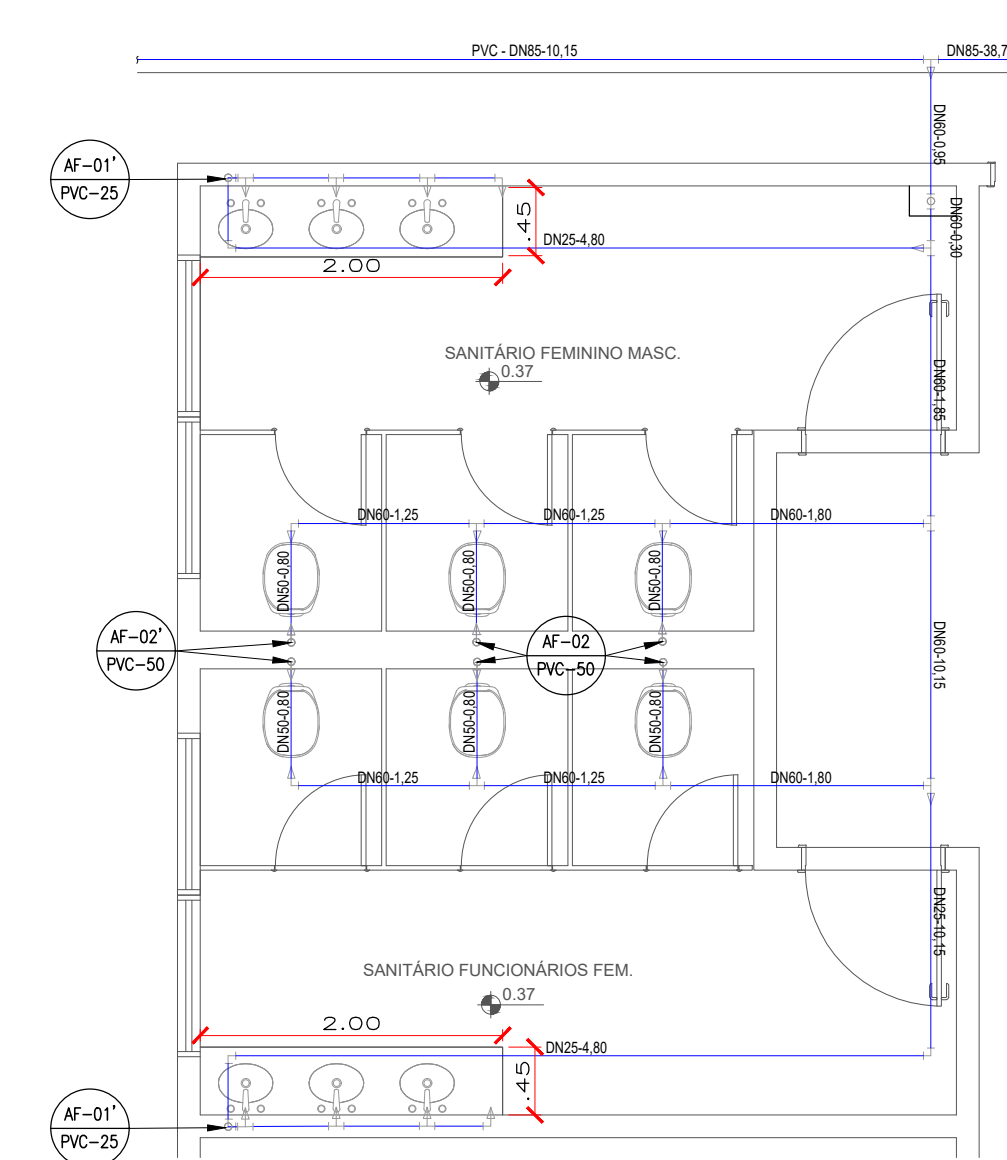 PVC - DN85-10,15
DN85-38,7
DN60-0,95
AF-01'
PVC-25
DN60-0,30
.45
DN25-4,80
2.00
SANITÁRIO FEMININO MASC.
0.37
DN60-1,85
DN60-1,25
DN60-1,25
DN60-1,80
DN50-0,80
DN50-0,80
DN50-0,80
AF-02'
PVC-50
AF-02
PVC-50
DN60-10,15
DN50-0,80
DN50-0,80
DN50-0,80
DN60-1,25
DN60-1,25
DN60-1,80
DN25-10,15
SANITÁRIO FUNCIONÁRIOS FEM.
0.37
2.00
DN25-4,80
.45
AF-01'
PVC-25